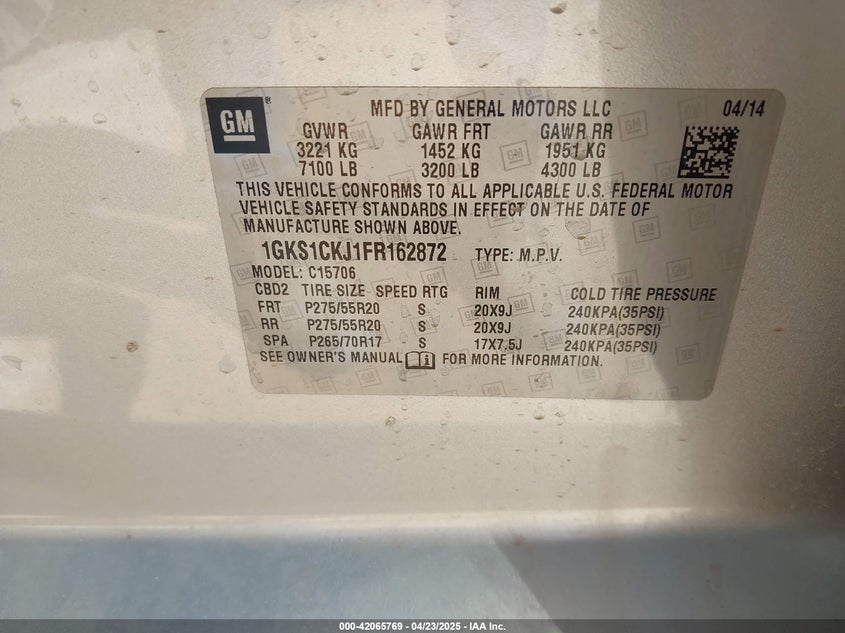 GM
MFD BY GENERAL MOTORS LLC 04/14
GVWR GAWR FRT GAWR RR
3221 KG 1452 KG 1951 KG
7100 LB 3200 LB 4300 LB
THIS VEHICLE CONFORMS TO ALL APPLICABLE U.S. FEDERAL MOTOR
VEHICLE SAFETY STANDARDS IN EFFECT ON THE DATE OF
MANUFACTURE SHOWN ABOVE.
1GKS1CKJ1FR162872 TYPE: M.P.V.
MODEL: C15706
CBD2 TIRE SIZE SPEED RTG RIM COLD TIRE PRESSURE
FRT P275/55R20 S 20X9J 240KPA(35PSI)
RR P275/55R20 S 20X9J 240KPA(35PSI)
SPA P265/70R17 S 17X7.5J 240KPA(35PSI)
SEE OWNER'S MANUAL FOR MORE INFORMATION.
000-42065769 - 04/23/2025 - IAA Inc.